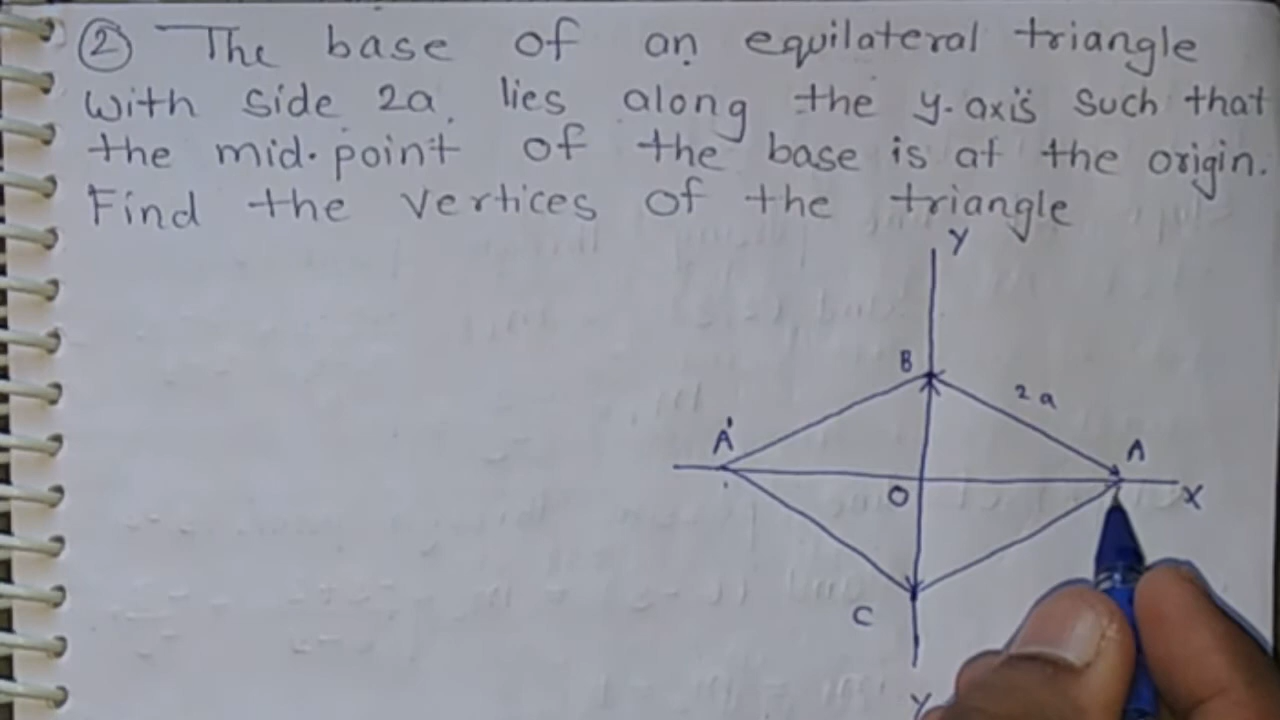 ② The base of an equilateral triangle
with side 2a lies along the y-axis such that
the mid-point of the base is at the origin.
Find the vertices of the triangle
Y
B
2a
A'
A
O
X
C
Y